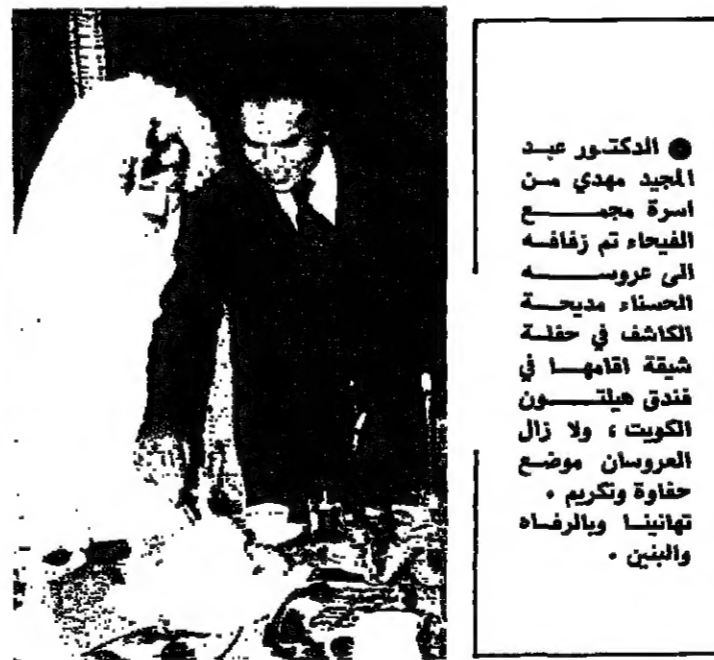 ● الدكتور عبد
المجيد مهدي من
اسرة مجمع
الفيحاء تم زفافه
الى عروسه
الحسناء مديحة
الكاشف في حفلة
شيقة اقامها في
فندق هيلتون
الكويت ، ولا زال
العروسان موضع
حفاوة وتكريم .
تهانينا وبالرفاه
والبنين .